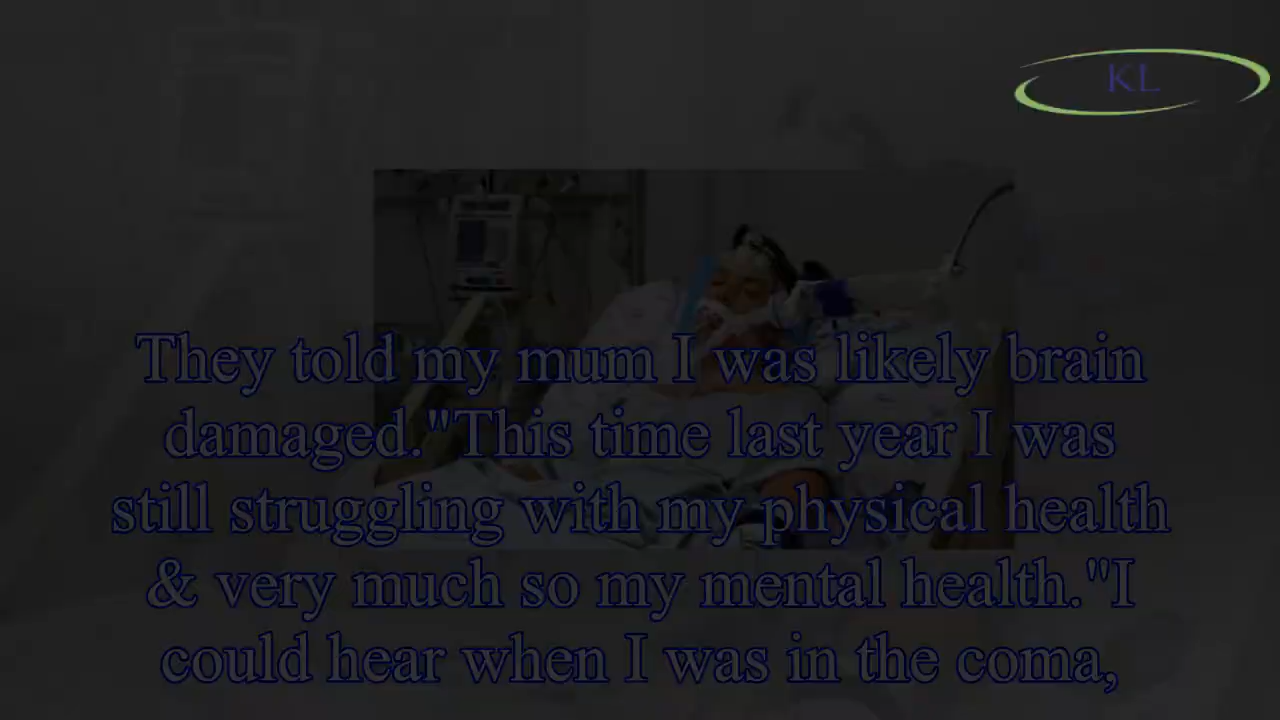 KL
They told my mum I was likely brain
damaged."This time last year I was
still struggling with my physical health
& very much so my mental health."I
could hear when I was in the coma,